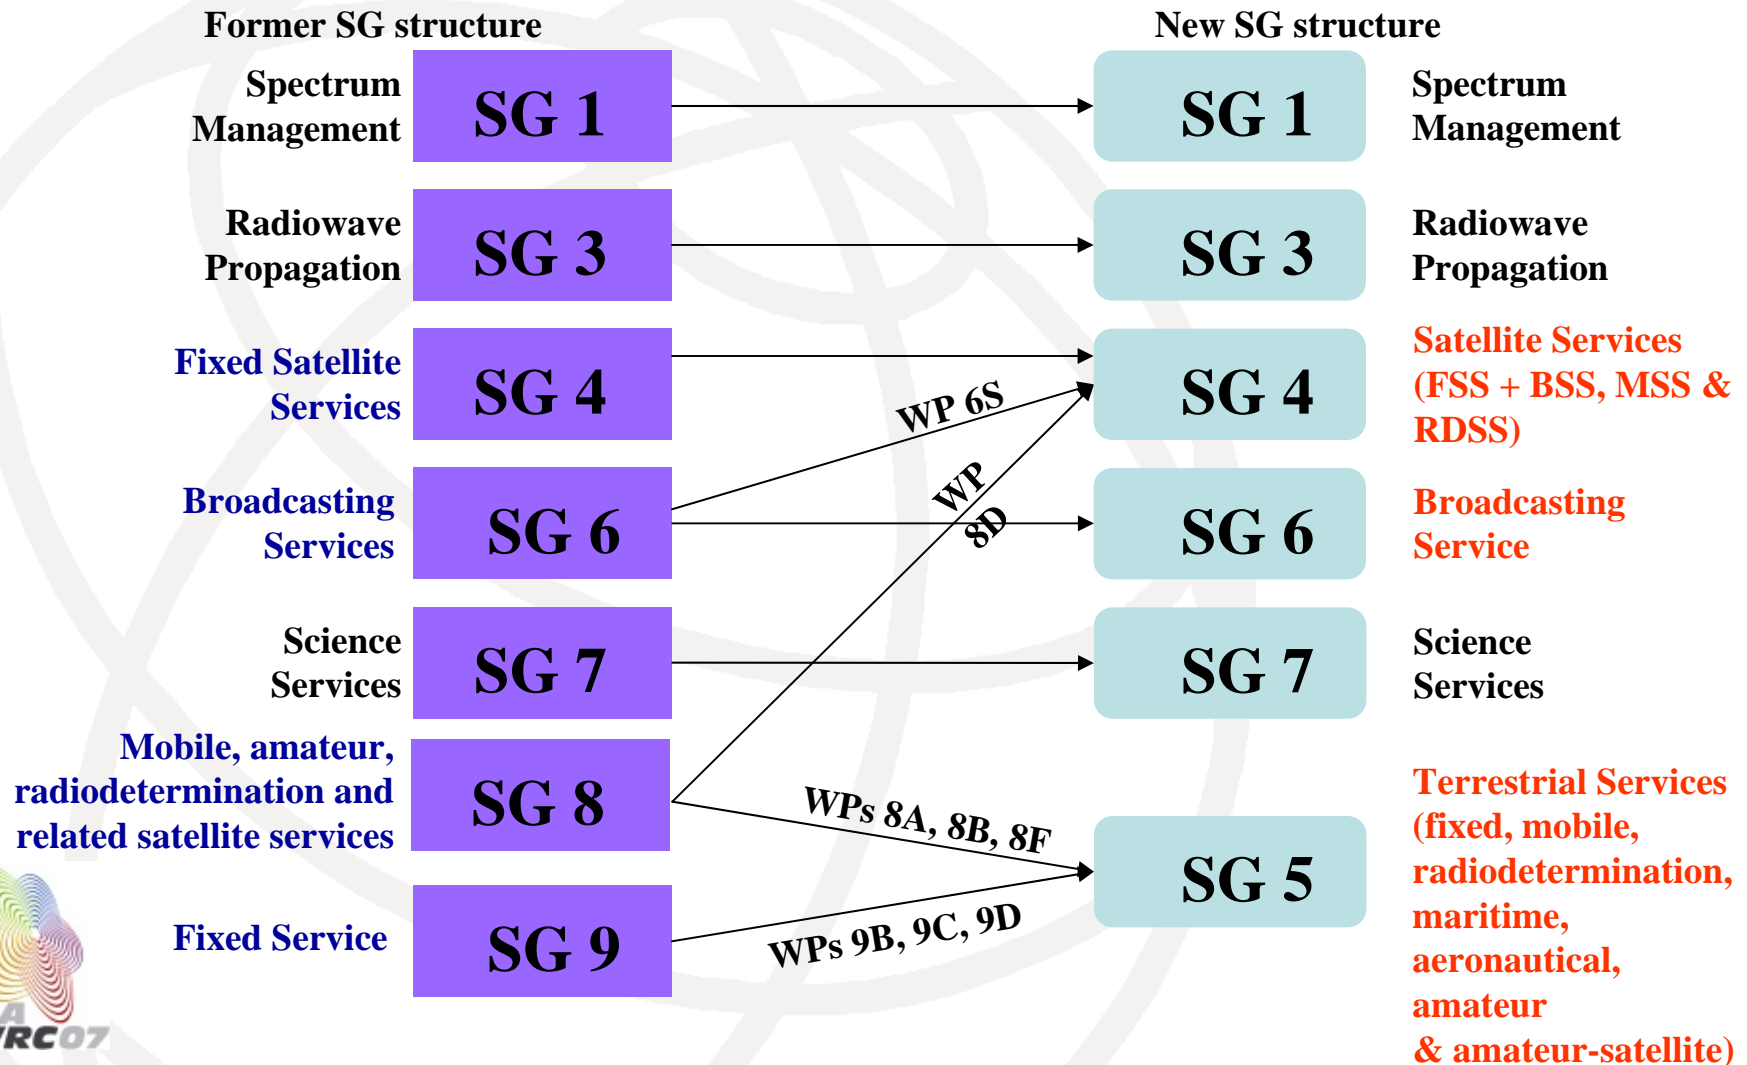 Former SG structure
New SG structure
Spectrum
Management
SG 1
SG 1
Spectrum
Management
Radiowave
Propagation
SG 3
SG 3
Radiowave
Propagation
Fixed Satellite
Services
SG 4
WP 6S
SG 4
Satellite Services
(FSS + BSS, MSS &
RDSS)
Broadcasting
Services
SG 6
WP
8D
SG 6
Broadcasting
Service
Science
Services
SG 7
SG 7
Science
Services
Mobile, amateur,
radiodetermination and
related satellite services
SG 8
WPs 8A, 8B, 8F
SG 5
Terrestrial Services
(fixed, mobile,
radiodetermination,
maritime,
aeronautical,
amateur
& amateur-satellite)
Fixed Service
SG 9
WPs 9B, 9C, 9D